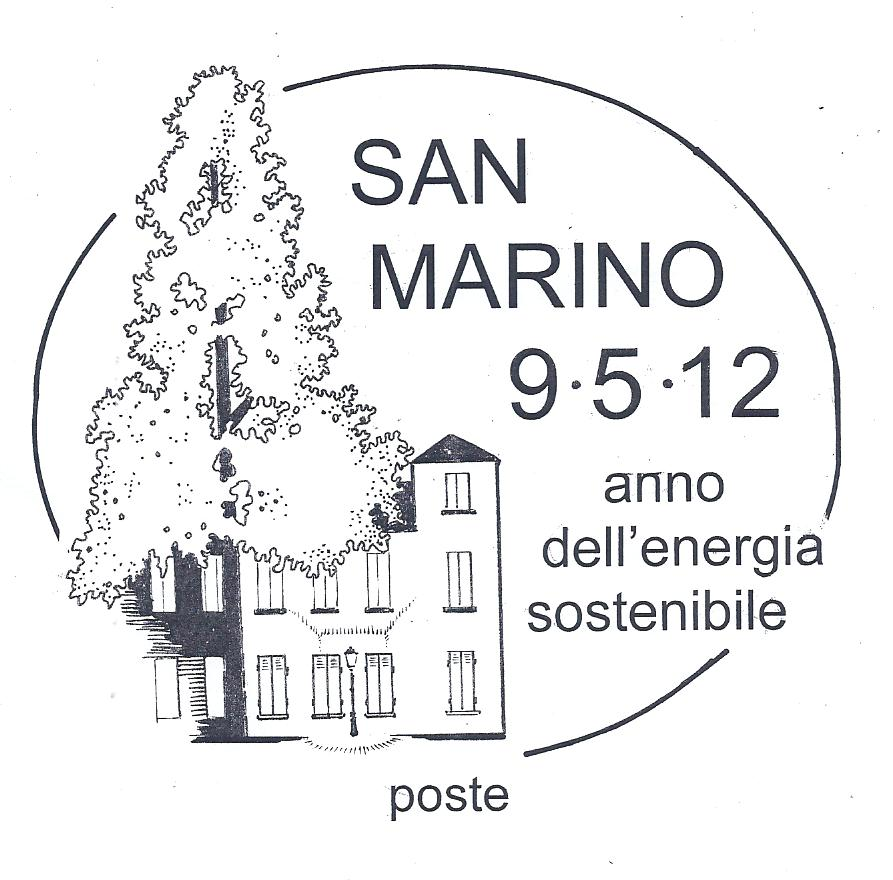 SAN
MARINO
9·5·12
anno
dell'energia
sostenibile
poste